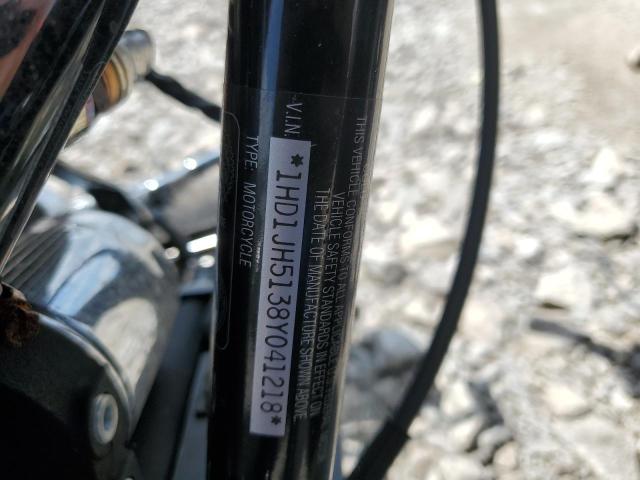 THIS VEHICLE CONFORMS TO ALL APPLICABLE
VEHICLE SAFETY STANDARDS IN EFFECT ON
THE DATE OF MANUFACTURE SHOWN ABOVE
V.I.N.
*1HD1JH5138Y041218*
TYPE: MOTORCYCLE